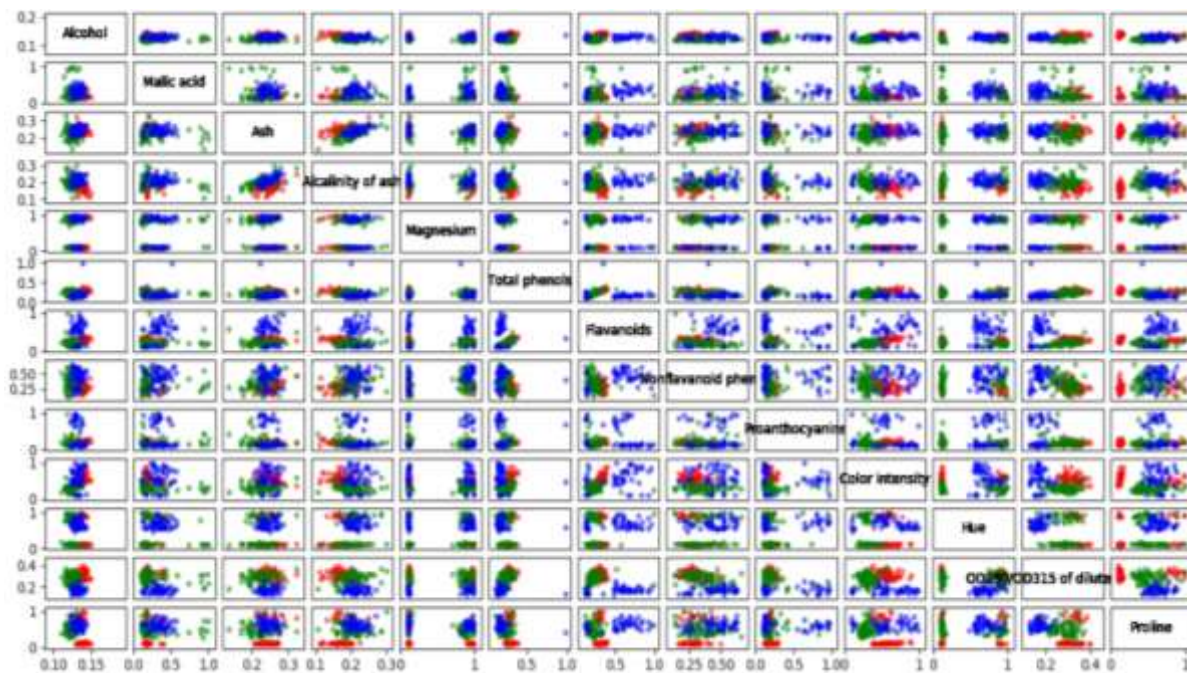 0.2
0.1
Alcohol
1
0
Malic acid
0.3
0.2
Ash
0.3
0.2
0.1
Alcalinity of ash
1
0
Magnesium
1.0
0.5
0.0
Total phenols
1
0
Flavanoids
0.50
0.25
Nonflavanoid phen
1
0
Proanthocyanins
1
0
Color intensity
1
0
Hue
0.4
0.2
of diluta
1
0
Proline
0.10 0.15 0.0 0.5 1.0 0.2 0.3 0.1 0.2 0.30 1 0.0 0.5 1.0 0.5 1.0 0.25 0.50 0.0 0.5 1.00 1 0 1 0.2 0.4 0 1